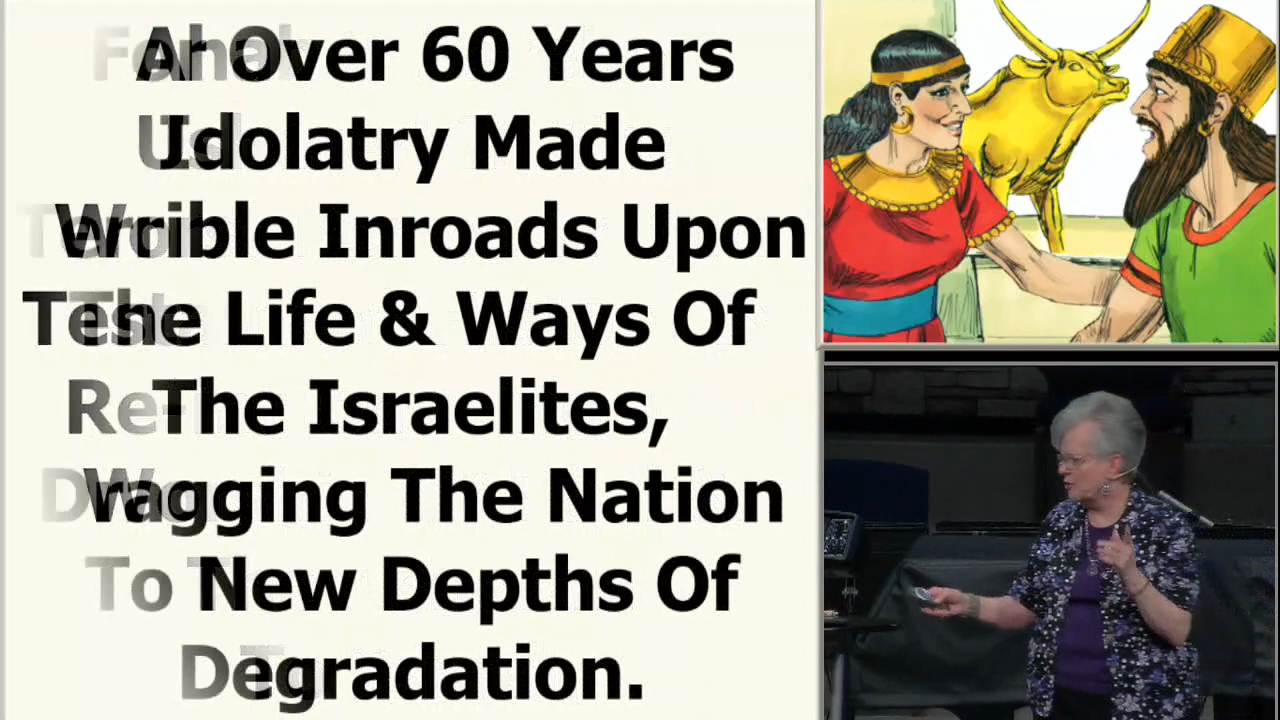 Over 60 Years
Idolatry Made
Terrible Inroads Upon
The Life & Ways Of
The Israelites,
Dragging The Nation
To New Depths Of
Degradation.